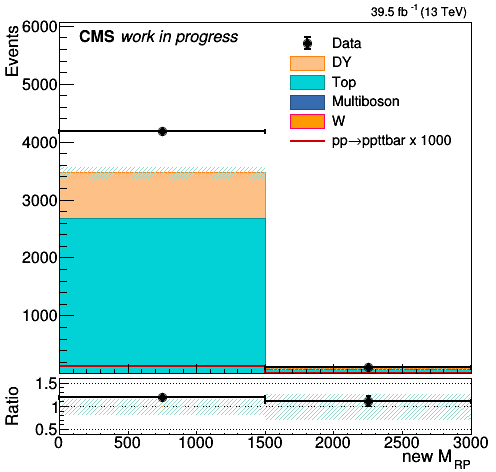 39.5 fb⁻¹ (13 TeV)
CMS work in progress
Events
6000
5000
4000
3000
2000
1000
Data
DY
Top
Multiboson
W
pp→ppttbar x 1000
Ratio
1.5
1
0.5
0 500 1000 1500 2000 2500 3000
new M_RP